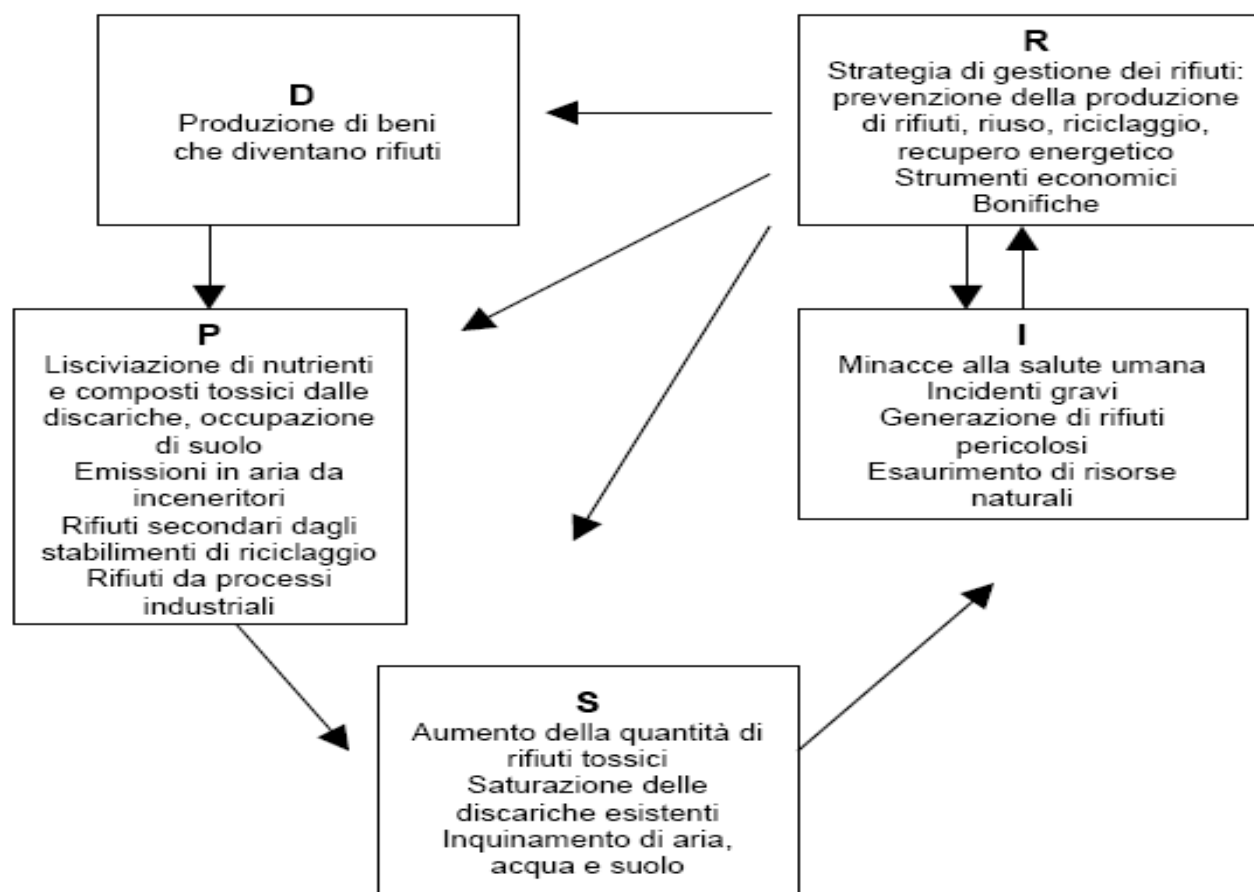 D
Produzione di beni
che diventano rifiuti
R
Strategia di gestione dei rifiuti:
prevenzione della produzione
di rifiuti, riuso, riciclaggio,
recupero energetico
Strumenti economici
Bonifiche
P
Lisciviazione di nutrienti
e composti tossici dalle
discariche, occupazione
di suolo
Emissioni in aria da
inceneritori
Rifiuti secondari dagli
stabilimenti di riciclaggio
Rifiuti da processi
industriali
I
Minacce alla salute umana
Incidenti gravi
Generazione di rifiuti
pericolosi
Esaurimento di risorse
naturali
S
Aumento della quantità di
rifiuti tossici
Saturazione delle
discariche esistenti
Inquinamento di aria,
acqua e suolo